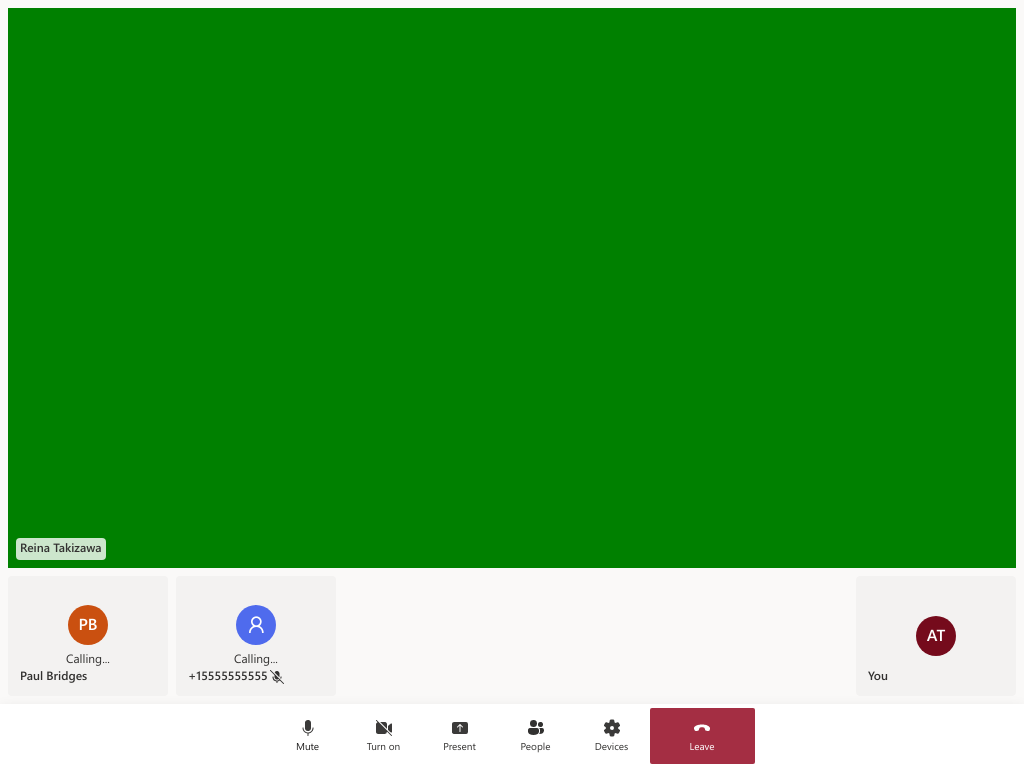 Reina Takizawa
PB
Calling...
Paul Bridges
Calling...
+15555555555
AT
You
Mute
Turn on
Present
People
Devices
Leave